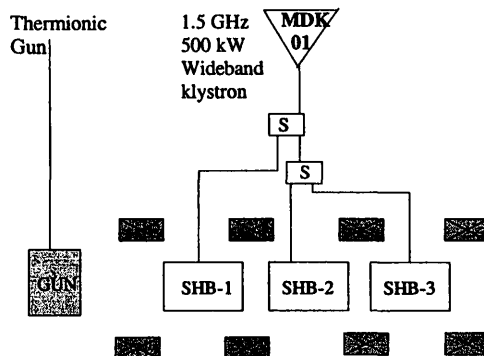 Thermionic
Gun
1.5 GHz
500 kW
Wideband
klystron
MDK
01
S
S
GUN
SHB-1
SHB-2
SHB-3